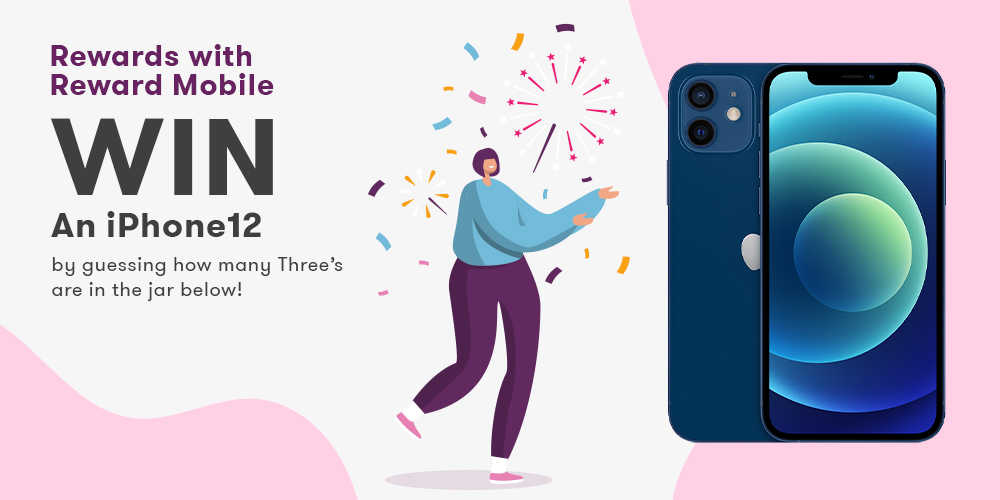 Rewards with
Reward Mobile
WIN
An iPhone12
by guessing how many Three's
are in the jar below!